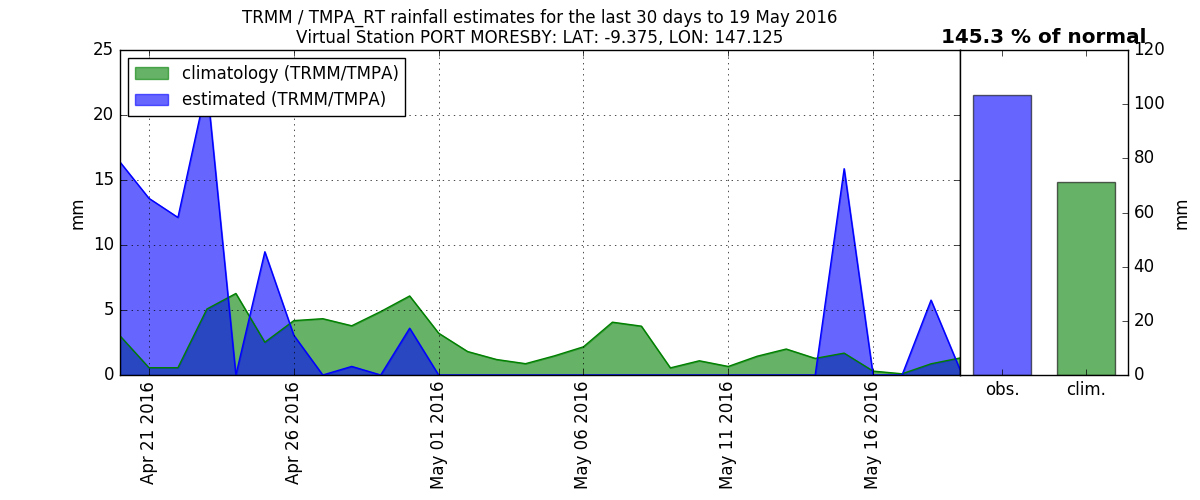 TRMM / TMPA_RT rainfall estimates for the last 30 days to 19 May 2016
Virtual Station PORT MORESBY: LAT: -9.375, LON: 147.125
145.3 % of normal
climatology (TRMM/TMPA)
estimated (TRMM/TMPA)
mm
25
20
15
10
5
0
Apr 21 2016
Apr 26 2016
May 01 2016
May 06 2016
May 11 2016
May 16 2016
120
100
80
60
40
20
0
mm
obs.
clim.